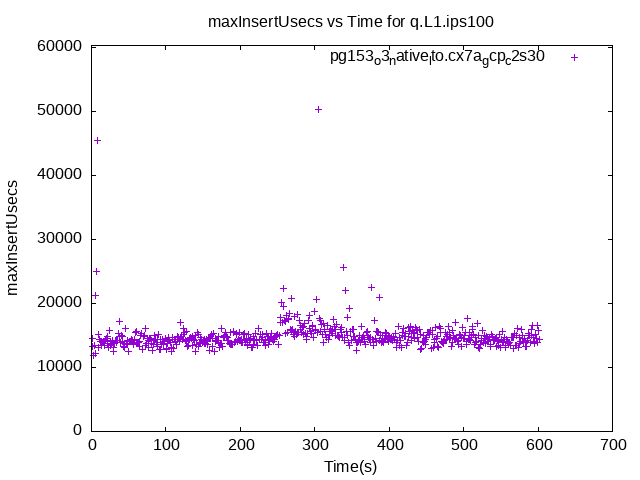 maxInsertUsecs vs Time for q.L1.ips100
pg153_o3_native_lto.cx7a_gcp_c2s30
60000
50000
40000
30000
20000
10000
0
maxInsertUsecs
0 100 200 300 400 500 600 700
Time(s)